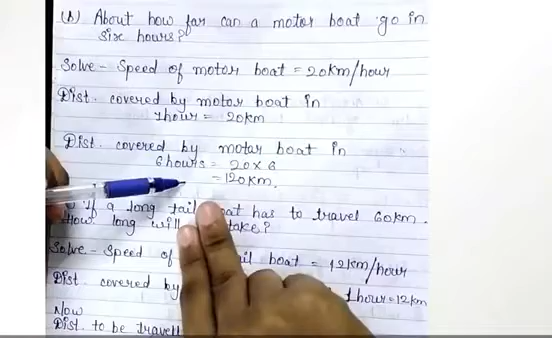 (b) About how far can a motor boat go in
six hours?
Solve - Speed of motor boat = 20km/hour
Dist. covered by motor boat in
1hour = 20km
Dist. covered by motor boat in
6 hours = 20 × 6
= 120km.
If a long tail boat has to travel 60km.
How long will take?
Solve - Speed of boat = 12km/hour
Dist. covered by 1hour = 12km
Now
Dist. to be